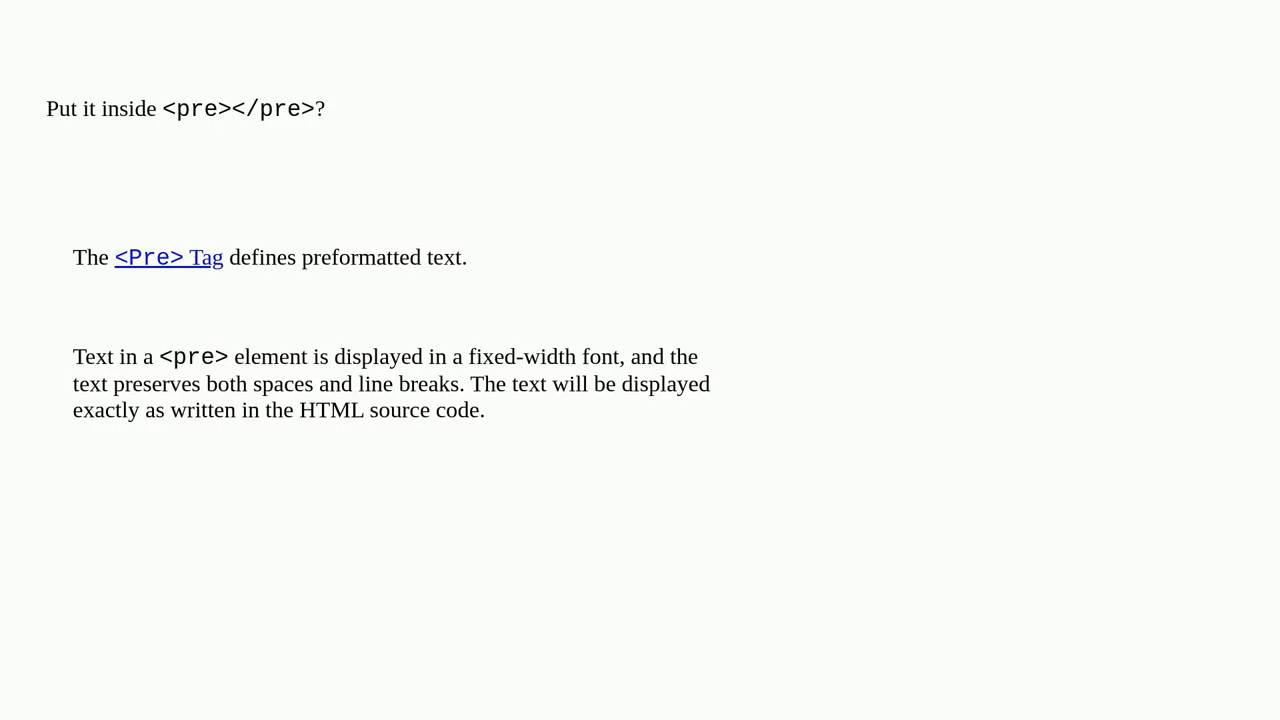 Put it inside <pre></pre>?
The <Pre> Tag defines preformatted text.
Text in a <pre> element is displayed in a fixed-width font, and the
text preserves both spaces and line breaks. The text will be displayed
exactly as written in the HTML source code.